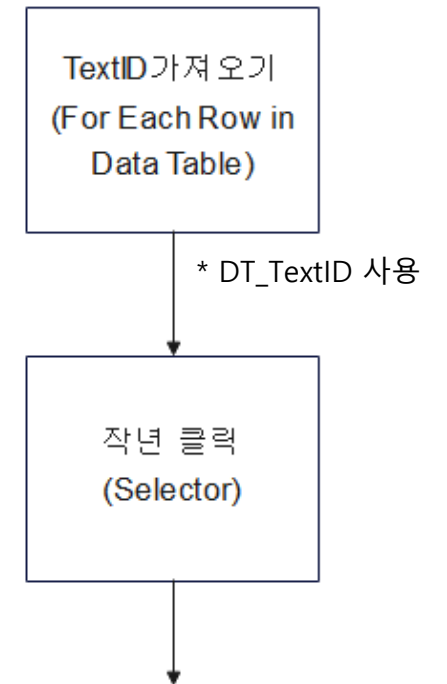 TextID가져오기
(For Each Row in
Data Table)
* DT_TextID 사용
작년 클릭
(Selector)